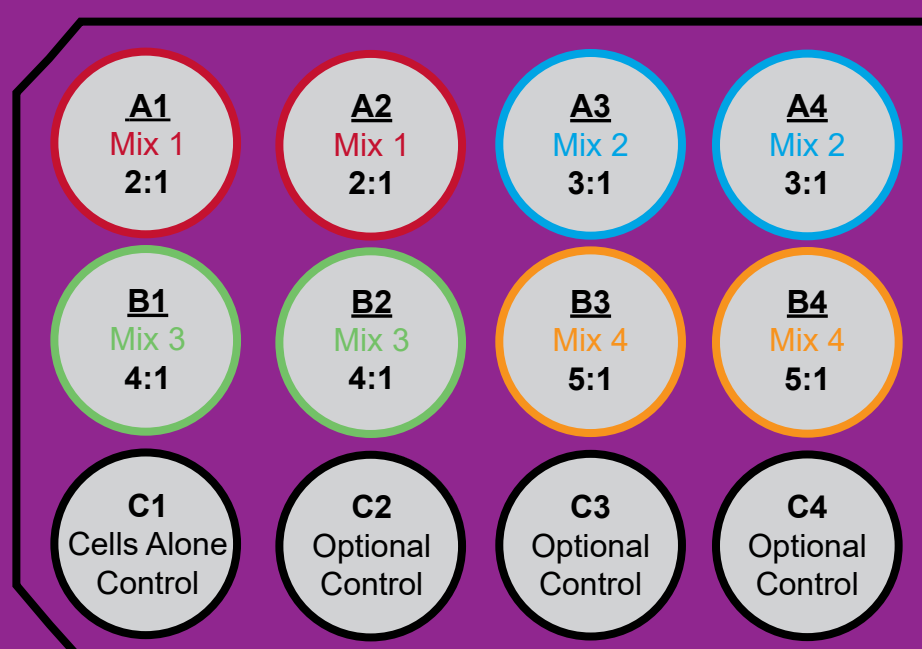 A1
Mix 1
2:1
A2
Mix 1
2:1
A3
Mix 2
3:1
A4
Mix 2
3:1
B1
Mix 3
4:1
B2
Mix 3
4:1
B3
Mix 4
5:1
B4
Mix 4
5:1
C1
Cells Alone
Control
C2
Optional
Control
C3
Optional
Control
C4
Optional
Control